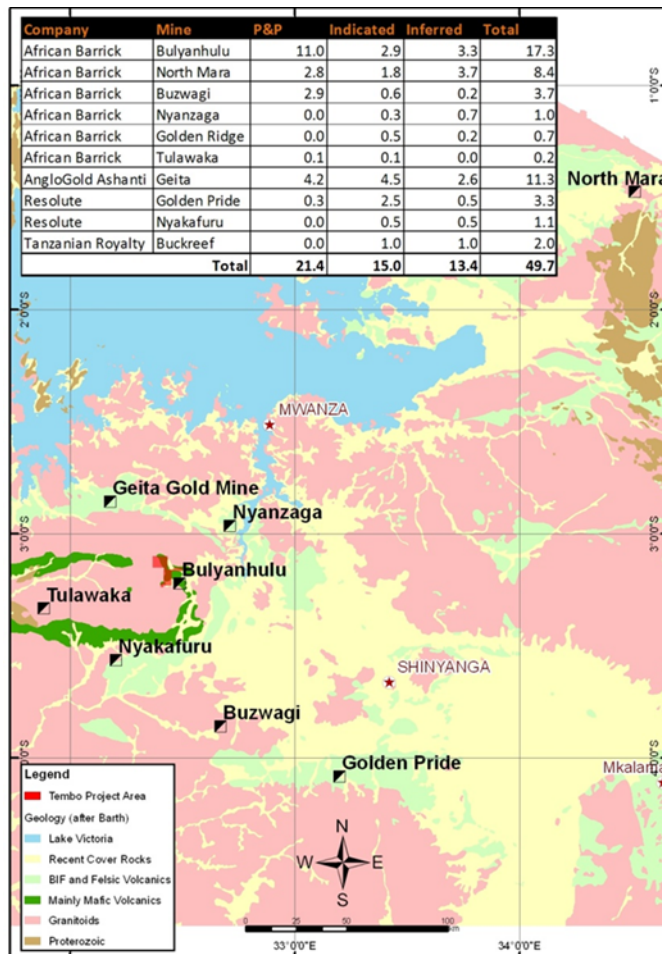 Company Mine P&P Indicated Inferred Total
African Barrick Bulyanhulu 11.0 2.9 3.3 17.3
African Barrick North Mara 2.8 1.8 3.7 8.4
African Barrick Buzwagi 2.9 0.6 0.2 3.7
African Barrick Nyanzaga 0.0 0.3 0.7 1.0
African Barrick Golden Ridge 0.0 0.5 0.2 0.7
African Barrick Tulawaka 0.1 0.1 0.0 0.2
AngloGold Ashanti Geita 4.2 4.5 2.6 11.3
Resolute Golden Pride 0.3 2.5 0.5 3.3
Resolute Nyakafuru 0.0 0.5 0.5 1.1
Tanzanian Royalty Buckreef 0.0 1.0 1.0 2.0
Total 21.4 15.0 13.4 49.7
1°0'0"S
North Mara
2°0'0"S
2°0'0"S
MWANZA
Geita Gold Mine
Nyanzaga
3°0'0"S
3°0'0"S
Bulyanhulu
Tulawaka
Nyakafuru
SHINYANGA
Buzwagi
4°0'0"S
Golden Pride
Mkalama
Legend
Tembo Project Area
Geology (after Barth)
Lake Victoria
Recent Cover Rocks
BIF and Felsic Volcanics
Mainly Mafic Volcanics
Granitoids
Proterozoic
N
W E
S
0 25 50 100
km
33°0'0"E 34°0'0"E